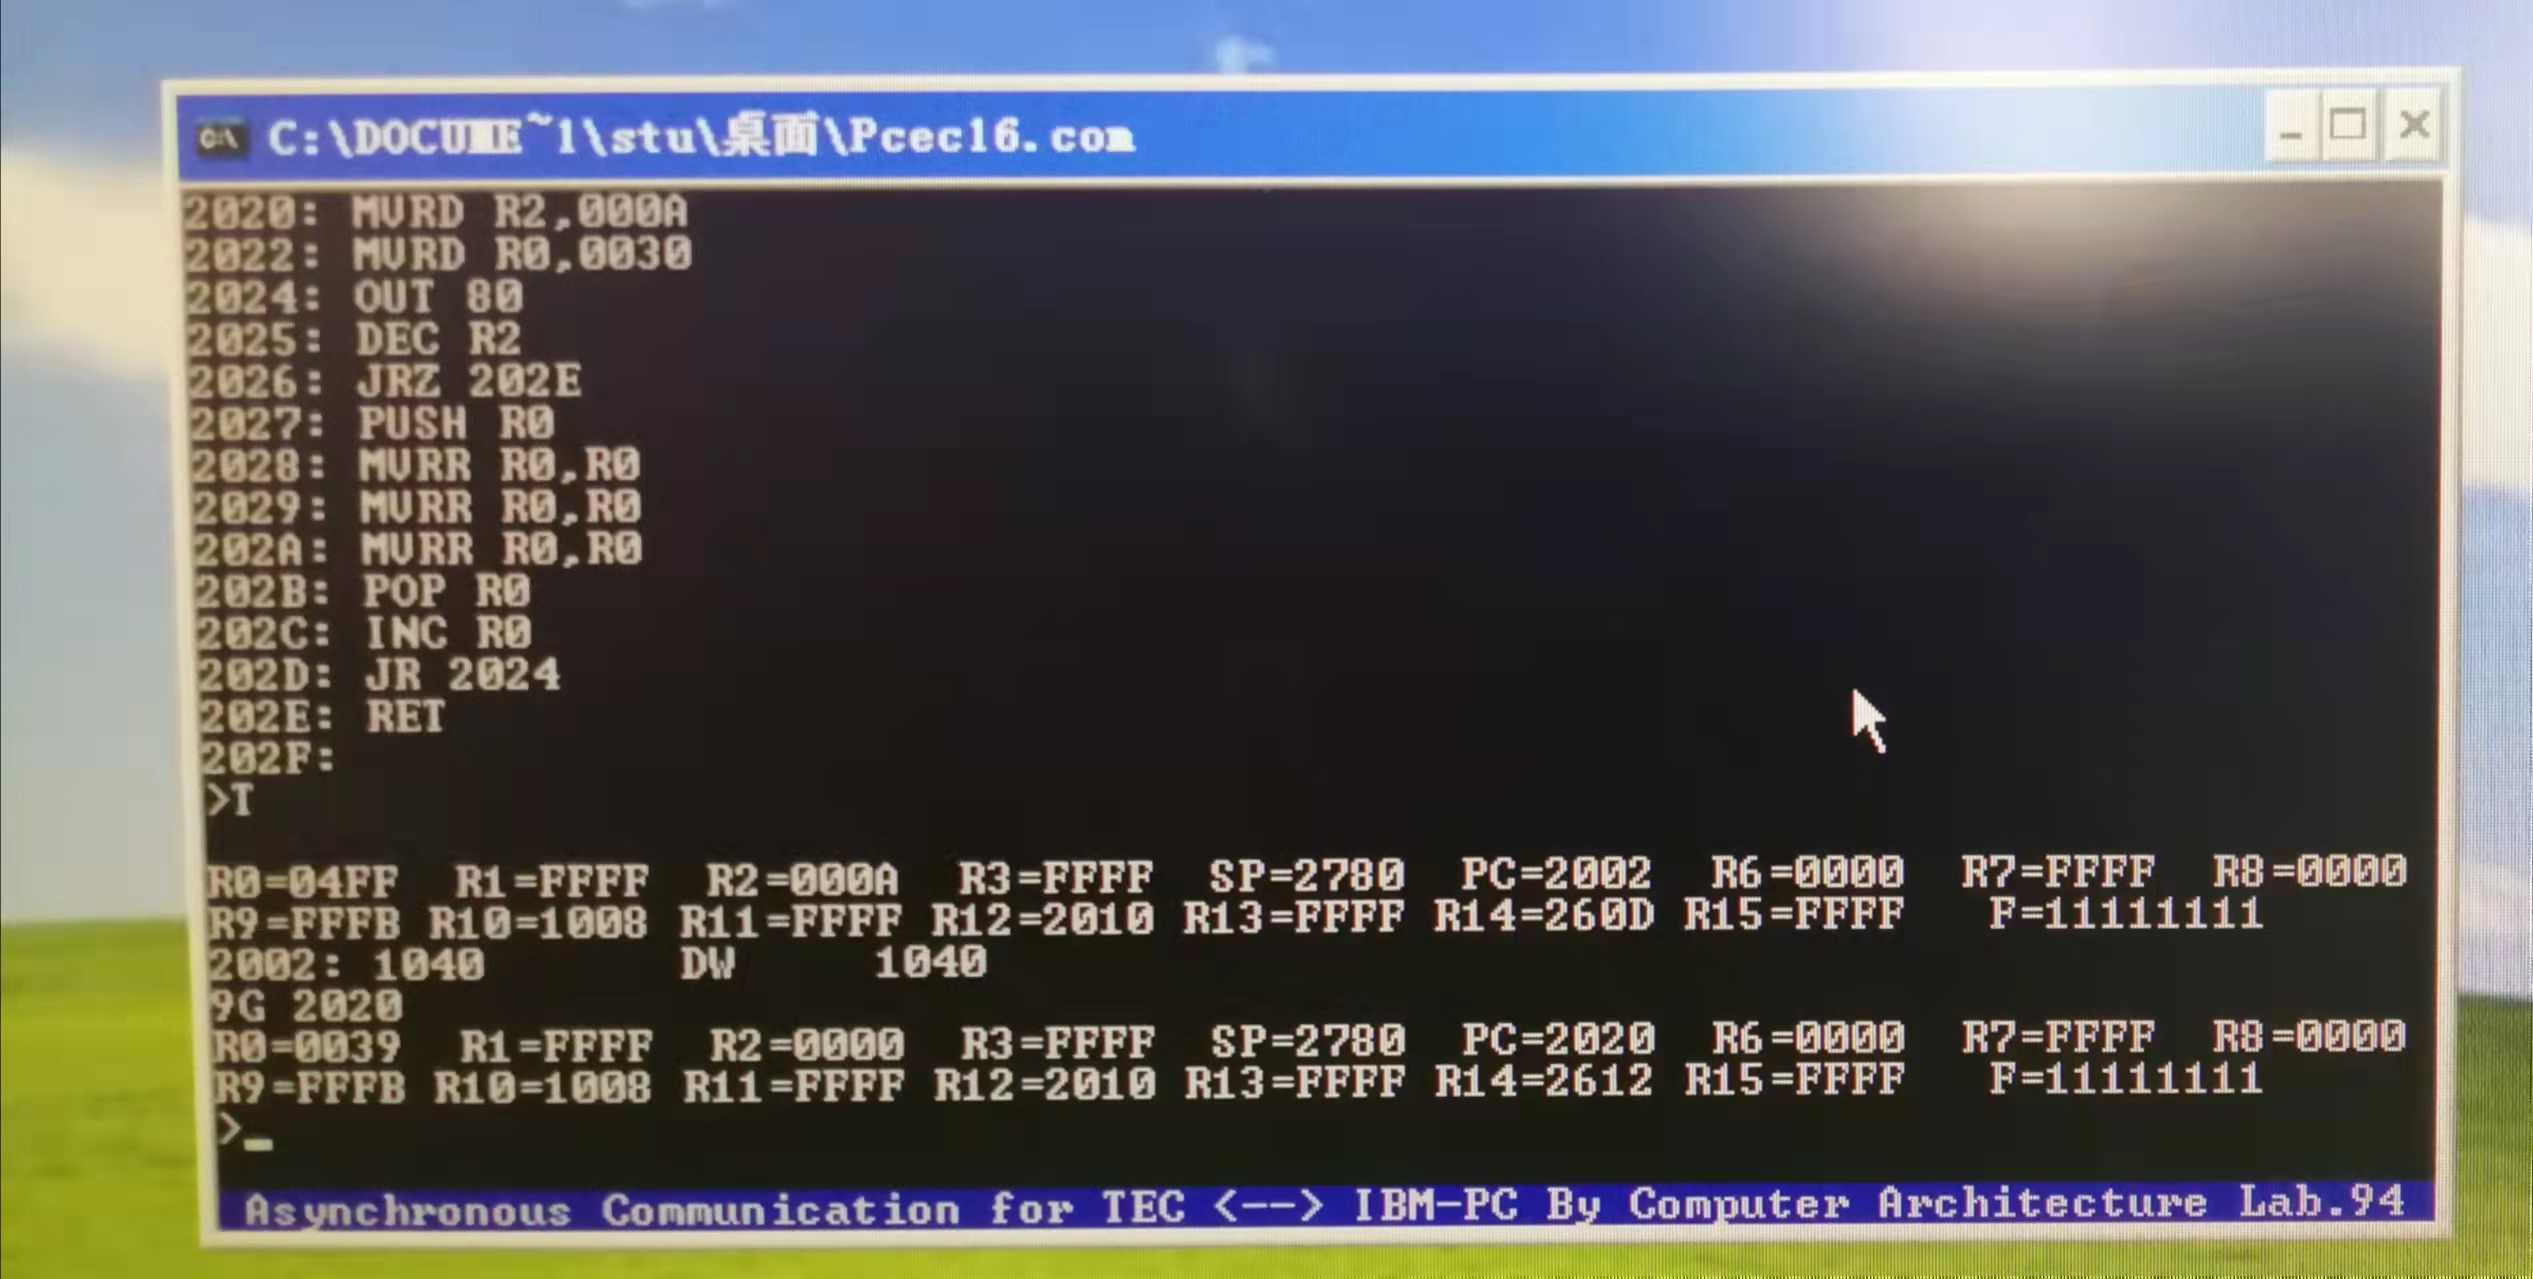 C:\DOCUME~1\stu\桌面\Pcec16.com
2020: MVRD R2,000A
2022: MVRD R0,0030
2024: OUT 80
2025: DEC R2
2026: JRZ 202E
2027: PUSH R0
2028: MVRR R0,R0
2029: MVRR R0,R0
202A: MVRR R0,R0
202B: POP R0
202C: INC R0
202D: JR 2024
202E: RET
202F:
>T
R0=04FF R1=FFFF R2=000A R3=FFFF SP=2780 PC=2002 R6=0000 R7=FFFF R8=0000
R9=FFFB R10=1008 R11=FFFF R12=2010 R13=FFFF R14=260D R15=FFFF F=11111111
2002: 1040 DW 1040
9G 2020
R0=0039 R1=FFFF R2=0000 R3=FFFF SP=2780 PC=2020 R6=0000 R7=FFFF R8=0000
R9=FFFB R10=1008 R11=FFFF R12=2010 R13=FFFF R14=2612 R15=FFFF F=11111111
>_
Asynchronous Communication for TEC <--> IBM-PC By Computer Architecture Lab.94